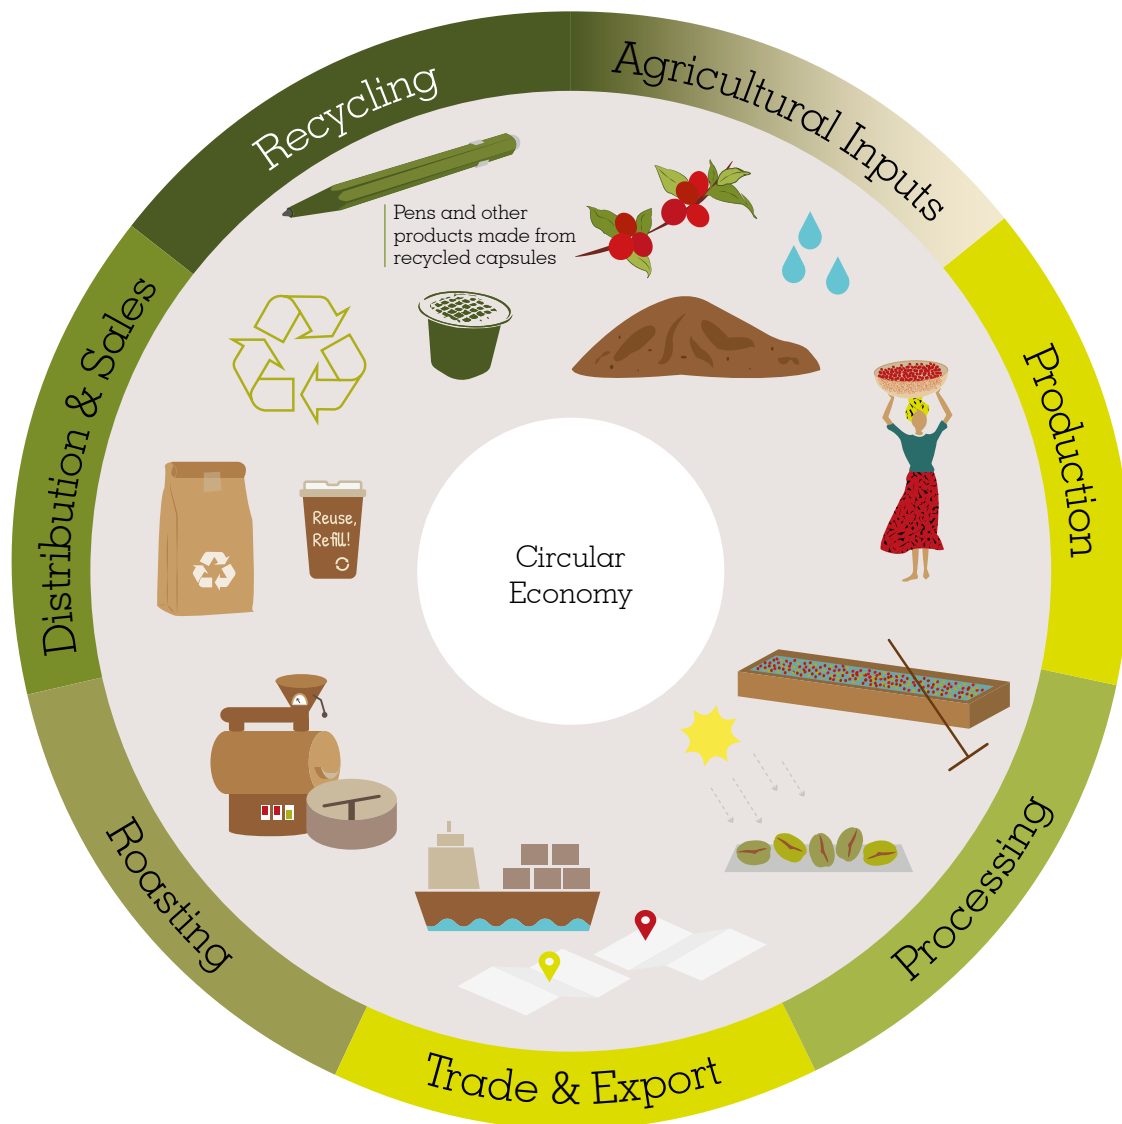 Recycling
Agricultural Inputs
Production
Processing
Trade & Export
Roasting
Distribution & Sales
Pens and other
products made from
recycled capsules
Reuse,
Refill!
Circular
Economy